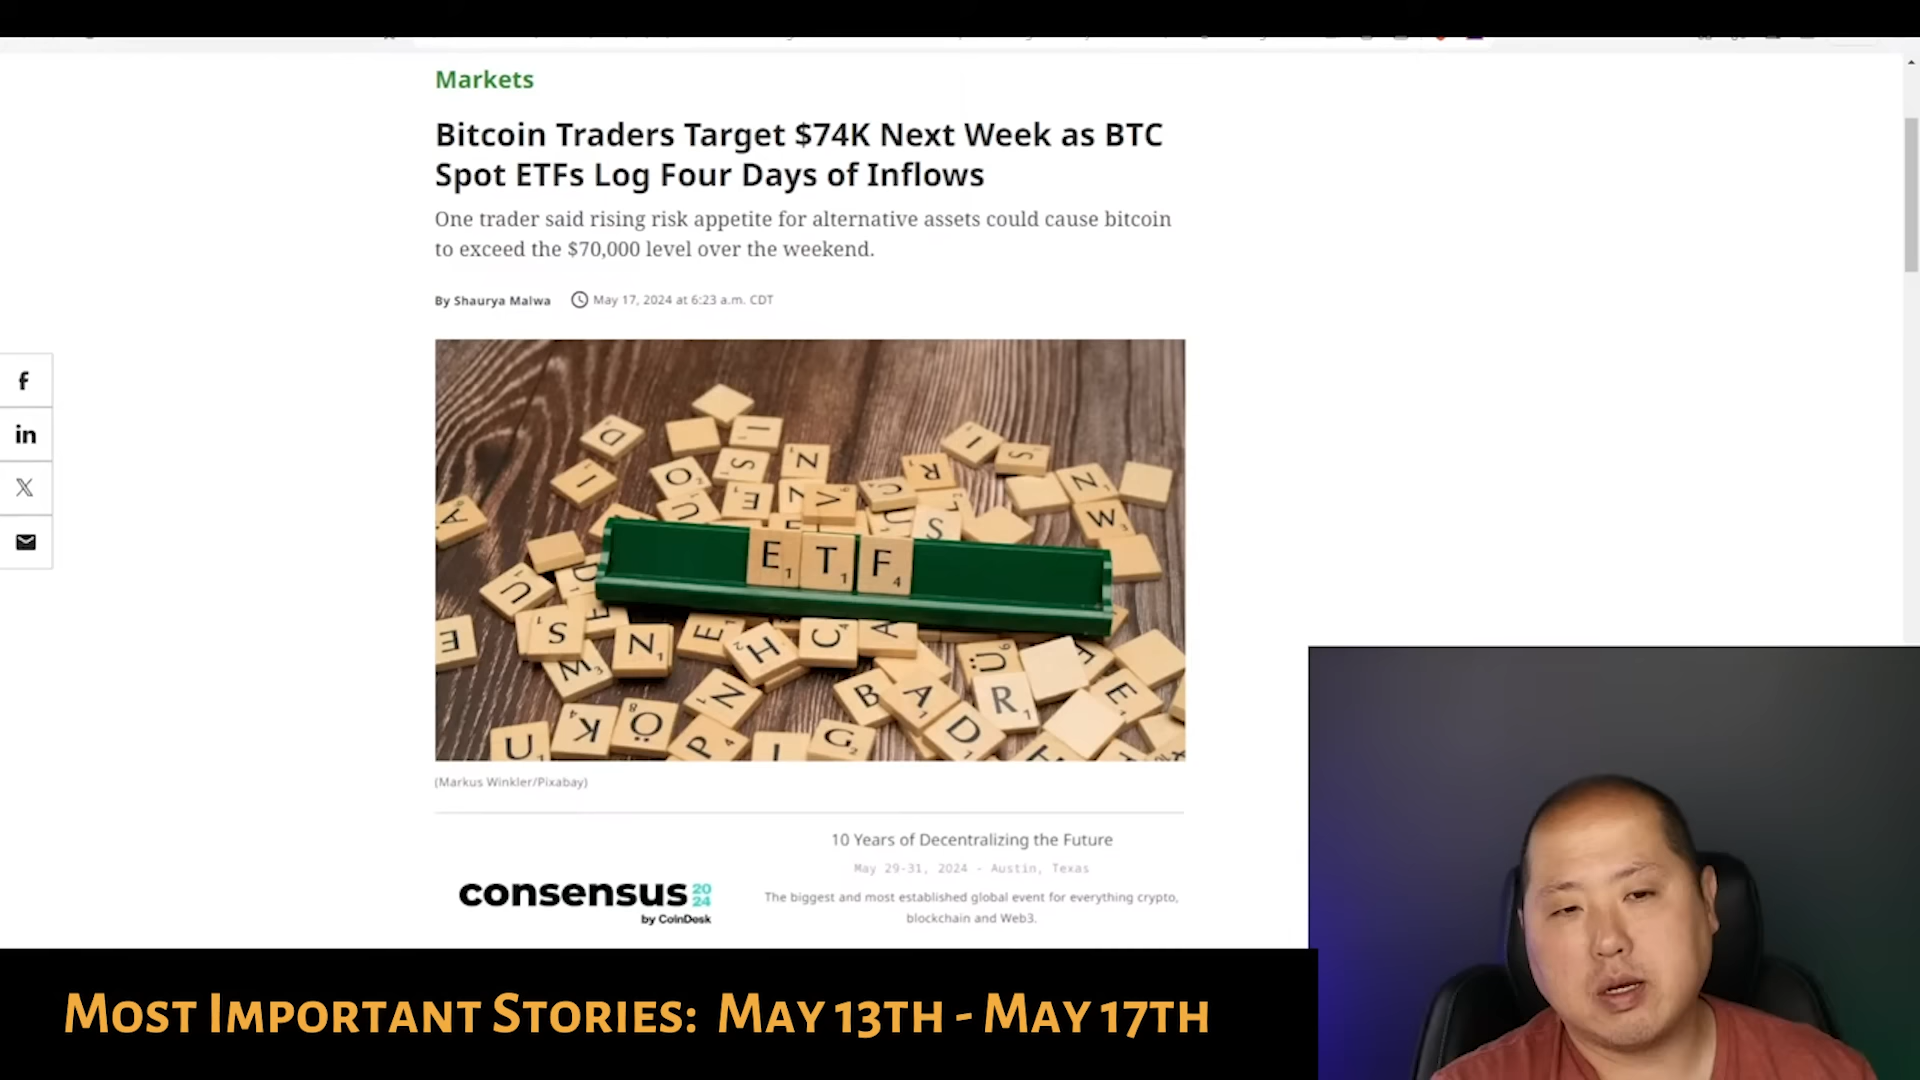 Markets
Bitcoin Traders Target $74K Next Week as BTC
Spot ETFs Log Four Days of Inflows
One trader said rising risk appetite for alternative assets could cause bitcoin
to exceed the $70,000 level over the weekend.
By Shaurya Malwa May 17, 2024 at 6:23 a.m. CDT
f
in
X
E1 T1 F4
(Markus Winkler/Pixabay)
10 Years of Decentralizing the Future
May 29-31, 2024 - Austin, Texas
consensus 2024
by CoinDesk
The biggest and most established global event for everything crypto,
blockchain and Web3.
Most Important Stories: May 13th - May 17th